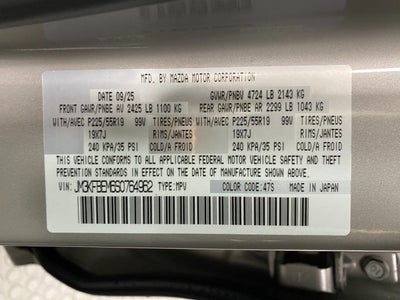 MFD. BY MAZDA MOTOR CORPORATION
DATE 09/25 GVWR/PNBV 4724 LB 2143 KG
FRONT GAWR/PNBE AV 2425 LB 1100 KG REAR GAWR/PNBE AR 2299 LB 1043 KG
WITH/AVEC P225/55R19 99W TIRES/PNEUS WITH/AVEC P225/55R19 99W TIRES/PNEUS
19X7J RIMS/JANTES 19X7J RIMS/JANTES
240 KPA/35 PSI COLD/A FROID 240 KPA/35 PSI COLD/A FROID
THIS VEHICLE CONFORMS TO ALL APPLICABLE FEDERAL MOTOR VEHICLE SAFETY AND THEFT
PREVENTION STANDARDS IN EFFECT ON THE DATE OF MANUFACTURE SHOWN ABOVE.
VIN: JM3KFBEM6S0764962 TYPE:MPV COLOR CODE:47S MADE IN JAPAN